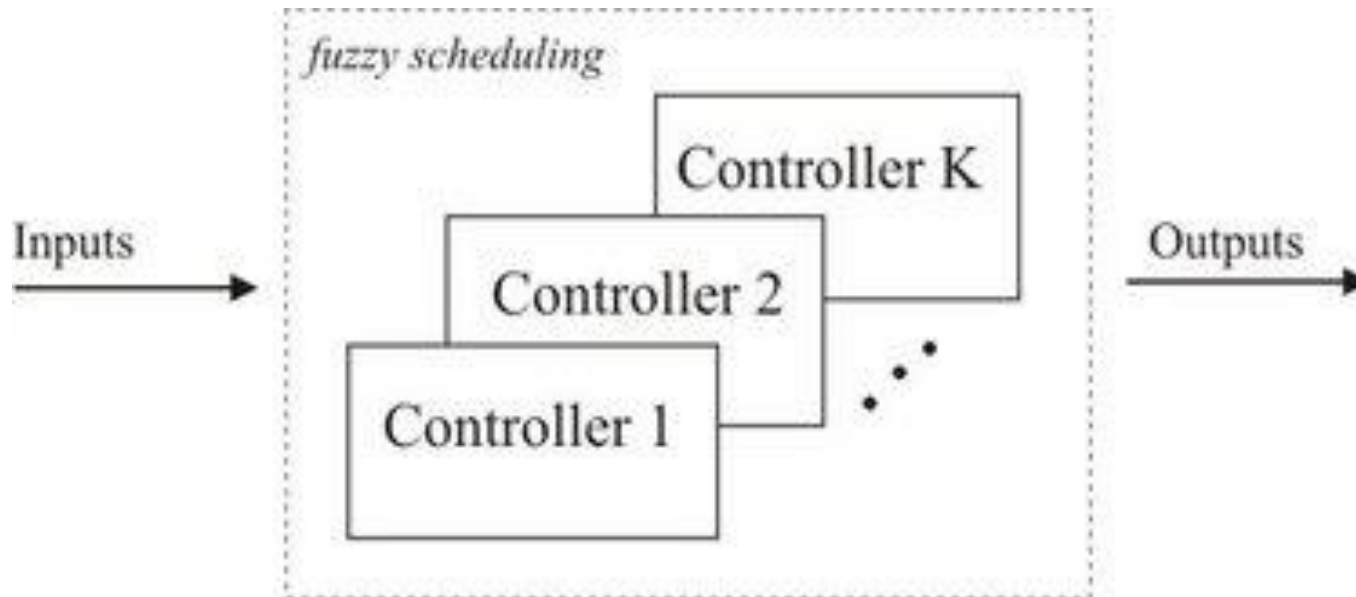 fuzzy scheduling
Controller K
Inputs
Outputs
Controller 2
Controller 1